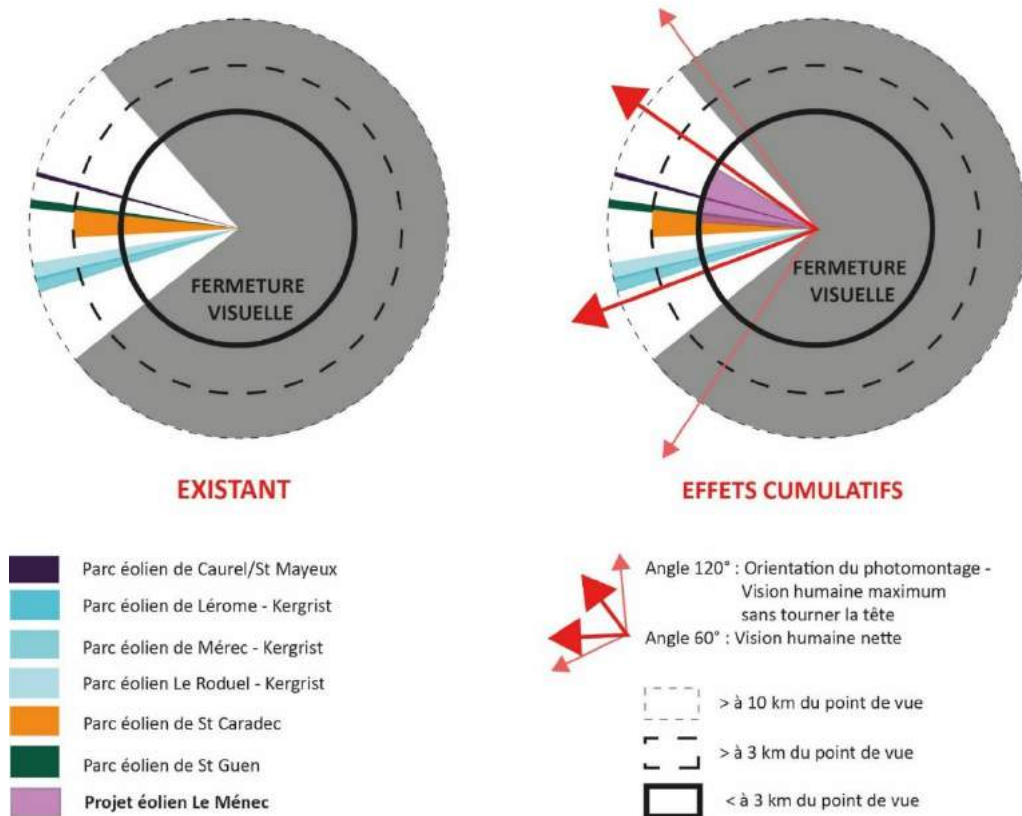 FERMETURE
VISUELLE
FERMETURE
VISUELLE
EXISTANT
EFFETS CUMULATIFS
Parc éolien de Caurel/St Mayeux
Parc éolien de Lérome - Kergrist
Parc éolien de Mérec - Kergrist
Parc éolien Le Roduel - Kergrist
Parc éolien de St Caradec
Parc éolien de St Guen
Projet éolien Le Ménec
Angle 120° : Orientation du photomontage -
Vision humaine maximum
sans tourner la tête
Angle 60° : Vision humaine nette
> à 10 km du point de vue
> à 3 km du point de vue
< à 3 km du point de vue